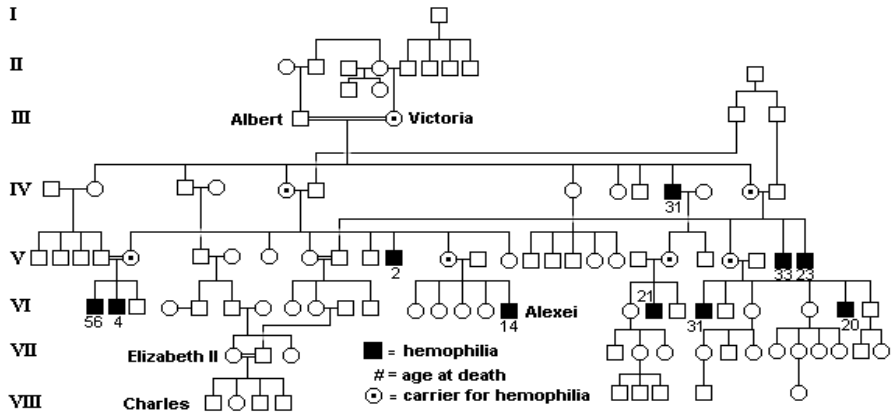 I
II
III
Albert
Victoria
IV
31
V
2
33
23
VI
56
4
14
Alexei
21
31
20
VII
Elizabeth II
= hemophilia
# = age at death
VIII
Charles
= carrier for hemophilia